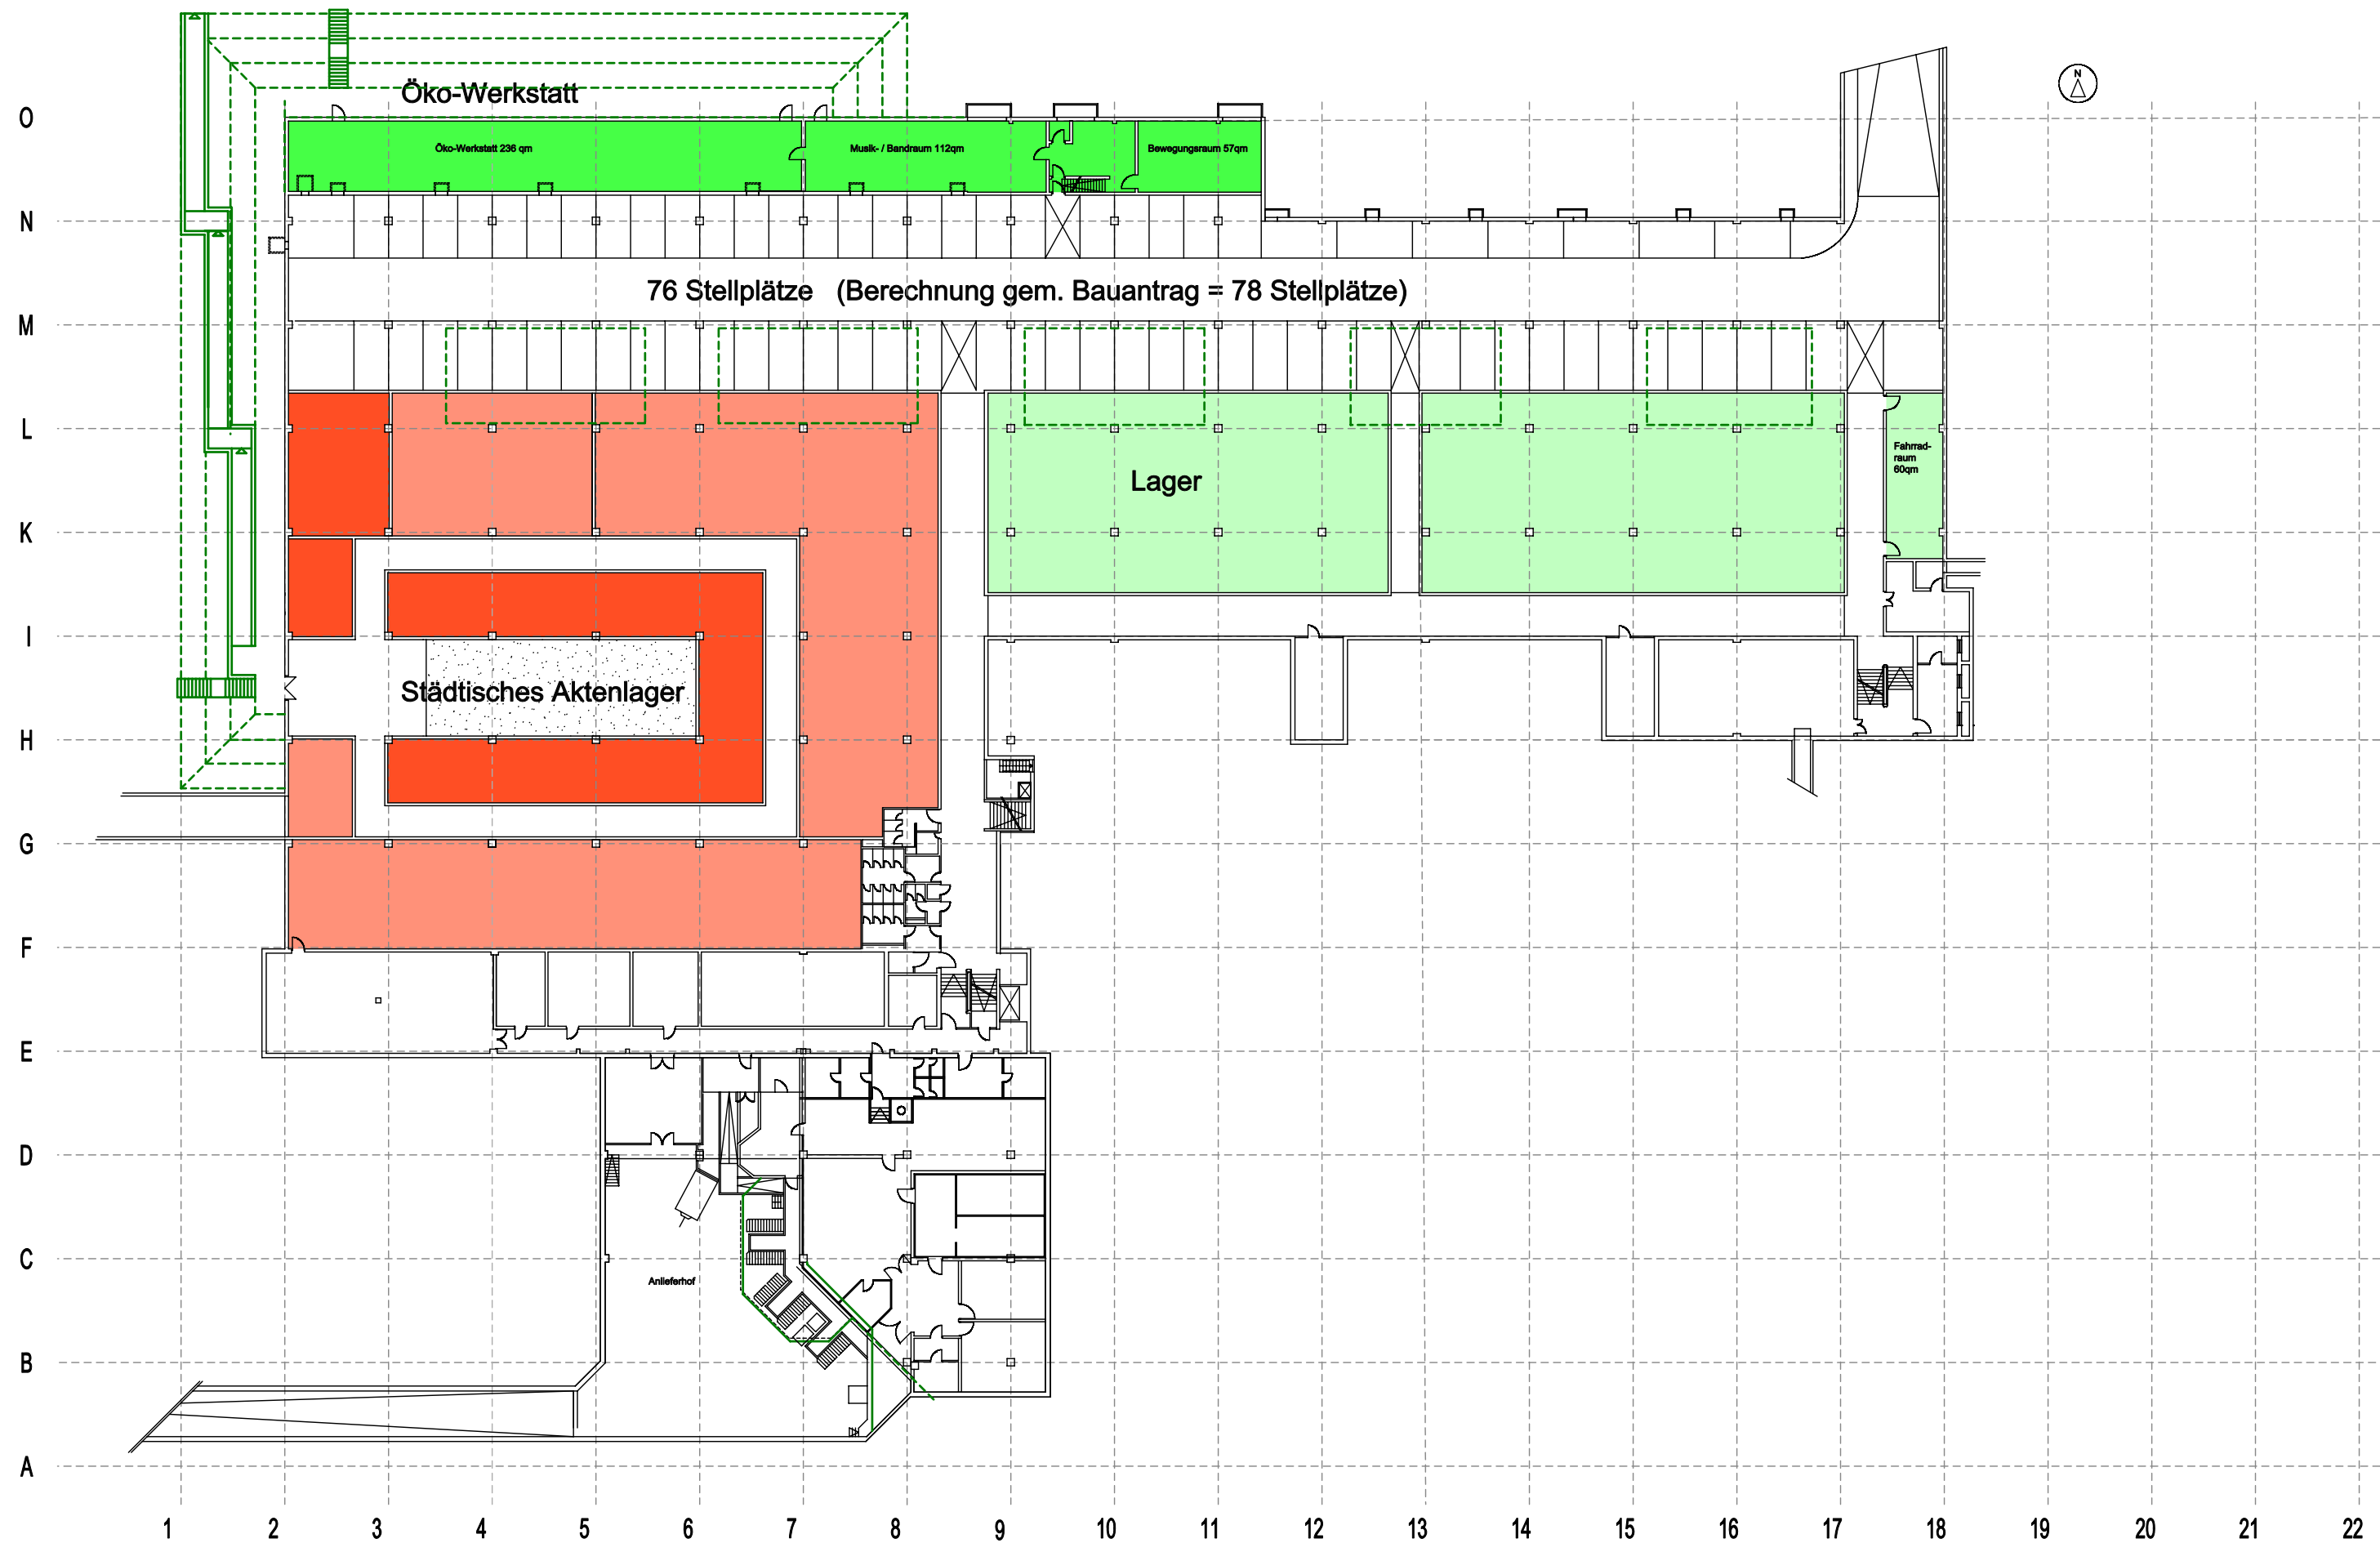 N
Öko-Werkstatt
O
Öko-Werkstatt 236 qm
Musik- / Bandraum 112qm
Bewegungsraum 57qm
N
76 Stellplätze (Berechnung gem. Bauantrag = 78 Stellplätze)
M
L
Fahrrad-
raum
60qm
Lager
K
I
Städtisches Aktenlager
H
G
F
E
D
C
Anlieferhof
B
A
1 2 3 4 5 6 7 8 9 10 11 12 13 14 15 16 17 18 19 20 21 22